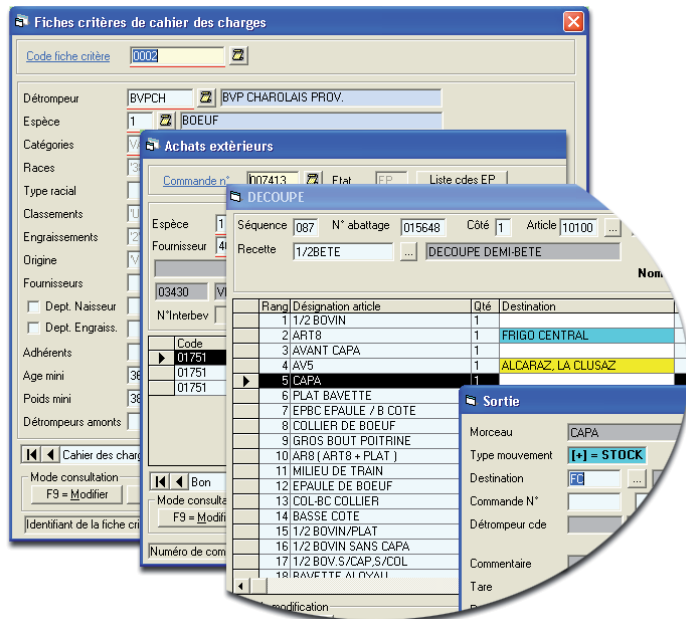 Fiches critères de cahier des charges
Code fiche critère 0002
Détrompeur BVPCH BVP CHAROLAIS PROV.
Espèce 1 BOEUF
Catégories
Races
Type racial
Classements
Engraissements
Origine
Fournisseurs
Dept. Naisseur
Dept. Engraiss.
Adhérents
Age mini
Poids mini
Détrompeurs amonts
Cahier des
Mode consultation
F9 = Modifier
Identifiant de la fiche
Achats extèrieurs
Commande n° 007413 Etat EP Liste cdes EP
Espèce 1
Fournisseur
03430
N°Interbev
Code
01751
01751
01751
Bon
F9 =
Numéro de
DECOUPE
Séquence 087 N° abattage 015648 Côté 1 Article 10100 ...
Recette 1/2BETE ... DECOUPE DEMI-BETE
Rang Désignation article Qté Destination
1 1/2 BOVIN 1
2 ART8 1 FRIGO CENTRAL
3 AVANT CAPA 1
4 AV5 1 ALCARAZ, LA CLUSAZ
5 CAPA 1
6 PLAT BAVETTE
7 EPBC EPAULE / B COTE
8 COLLIER DE BOEUF
9 GROS BOUT POITRINE
10 AR8 ( ART8 + PLAT )
11 MILIEU DE TRAIN
12 EPAULE DE BOEUF
13 COL-BC COLLIER
14 BASSE COTE
15 1/2 BOVIN/PLAT
16 1/2 BOVIN SANS CAPA
17 1/2 BOV.S/CAP,S/COL
18 BAVETTE ALOYAU
modification
Sortie
Morceau CAPA
Type mouvement [+] = STOCK
Destination FC ...
Commande N°
Détrompeur cde
Commentaire
Tare